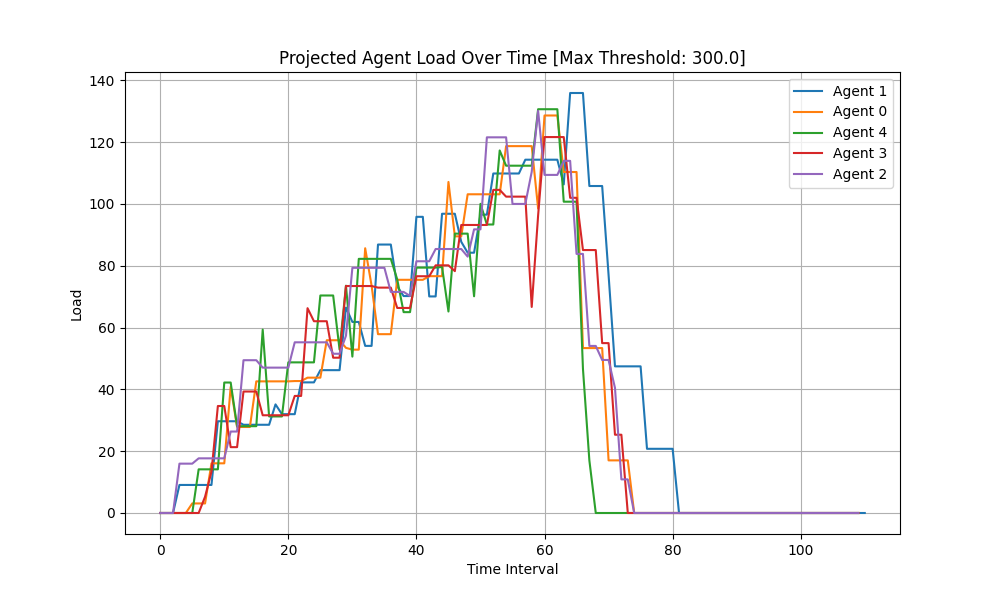 Projected Agent Load Over Time [Max Threshold: 300.0]
140
120
100
80
60
40
20
0
Load
0 20 40 60 80 100
Time Interval
Agent 1
Agent 0
Agent 4
Agent 3
Agent 2